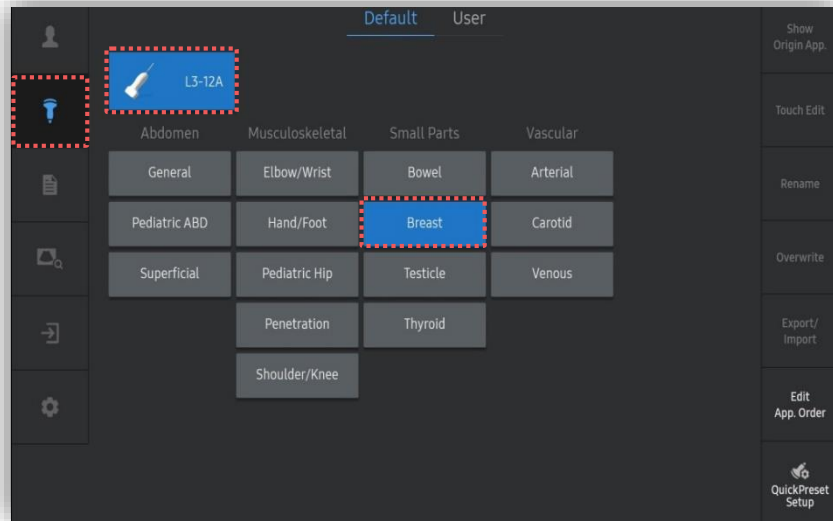 Default User
Show
Origin App.
L3-12A
Touch Edit
Abdomen Musculoskeletal Small Parts Vascular
General Elbow/Wrist Bowel Arterial
Rename
Pediatric ABD Hand/Foot Breast Carotid
Overwrite
Superficial Pediatric Hip Testicle Venous
Penetration Thyroid
Export/
Import
Shoulder/Knee
Edit
App. Order
QuickPreset
Setup